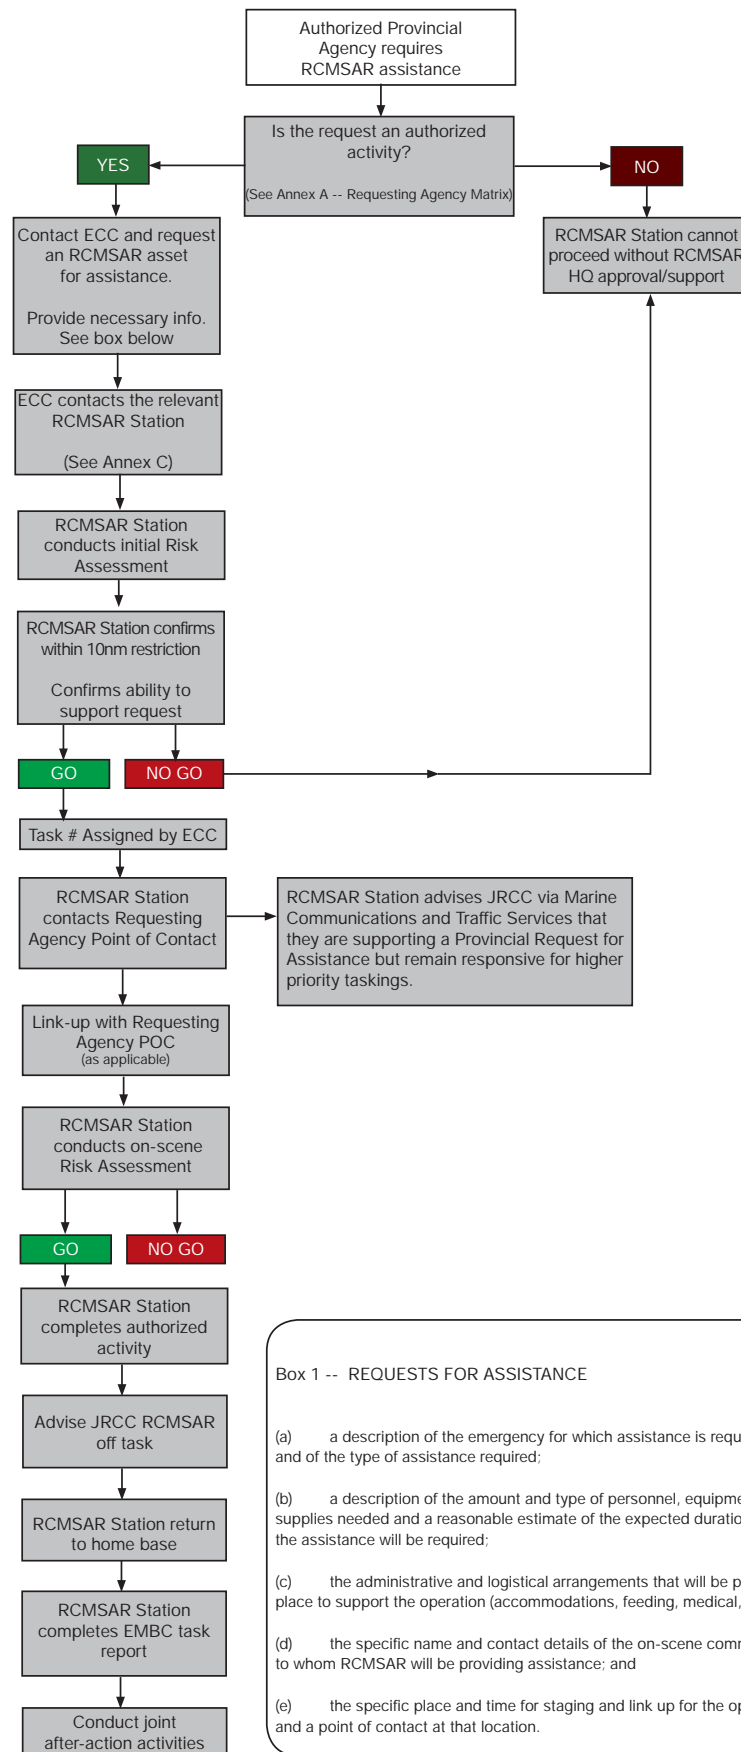 Authorized Provincial
Agency requires
RCMSAR assistance
Is the request an authorized
activity?
(See Annex A -- Requesting Agency Matrix)
YES
NO
Contact ECC and request
an RCMSAR asset
for assistance.
Provide necessary info.
See box below
RCMSAR Station cannot
proceed without RCMSAR
HQ approval/support
ECC contacts the relevant
RCMSAR Station
(See Annex C)
RCMSAR Station
conducts initial Risk
Assessment
RCMSAR Station confirms
within 10nm restriction
Confirms ability to
support request
GO
NO GO
Task # Assigned by ECC
RCMSAR Station
contacts Requesting
Agency Point of Contact
RCMSAR Station advises JRCC via Marine
Communications and Traffic Services that
they are supporting a Provincial Request for
Assistance but remain responsive for higher
priority taskings.
Link-up with Requesting
Agency POC
(as applicable)
RCMSAR Station
conducts on-scene
Risk Assessment
GO
NO GO
RCMSAR Station
completes authorized
activity
Advise JRCC RCMSAR
off task
RCMSAR Station return
to home base
RCMSAR Station
completes EMBC task
report
Conduct joint
after-action activities
Box 1 -- REQUESTS FOR ASSISTANCE
(a) a description of the emergency for which assistance is requ
and of the type of assistance required;
(b) a description of the amount and type of personnel, equipme
supplies needed and a reasonable estimate of the expected duratio
the assistance will be required;
(c) the administrative and logistical arrangements that will be p
place to support the operation (accommodations, feeding, medical,
(d) the specific name and contact details of the on-scene comm
to whom RCMSAR will be providing assistance; and
(e) the specific place and time for staging and link up for the op
and a point of contact at that location.